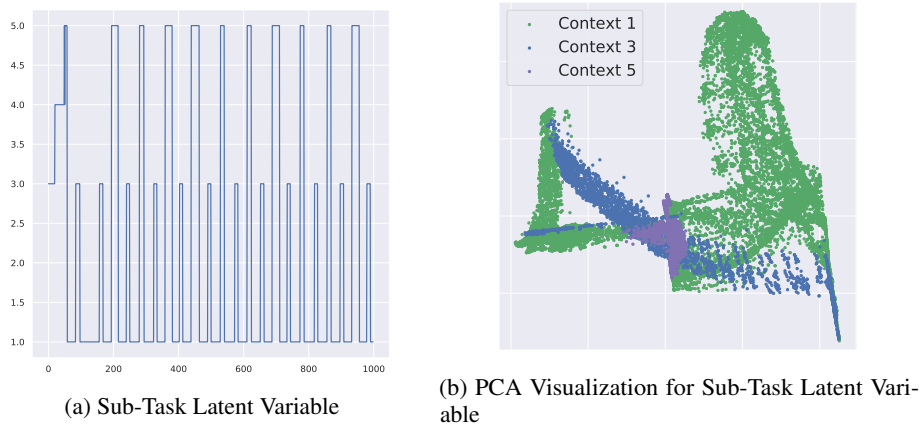 5.0
4.5
4.0
3.5
3.0
2.5
2.0
1.5
1.0
0 200 400 600 800 1000
(a) Sub-Task Latent Variable
Context 1
Context 3
Context 5
(b) PCA Visualization for Sub-Task Latent Vari-
able